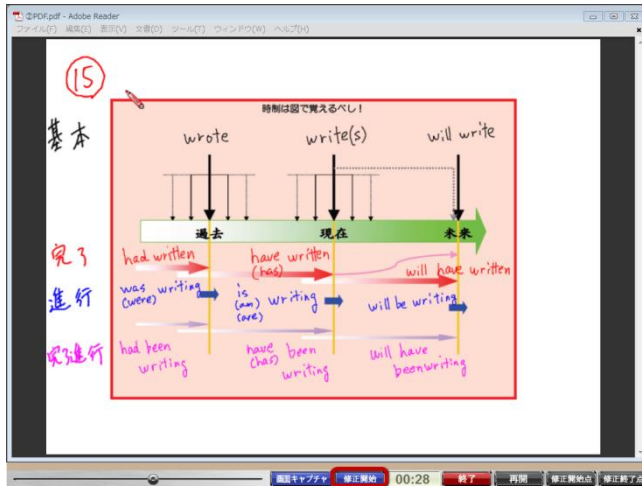 ②PDF.pdf - Adobe Reader
ファイル(F) 編集(E) 表示(V) 文書(O) ツール(T) ウィンドウ(W) ヘルプ(H)
15
時制は図で覚えるべし！
基本 wrote write(s) will write
過去 現在 未来
完了 had written have written will have written
(has)
進行 was writing is writing will be writing
(were) (am)
(are)
完了進行 had been have been will have
(has)
writing writing been writing
画面キャプチャ 修正開始 00:28 終了 再開 修正開始点 修正終了点